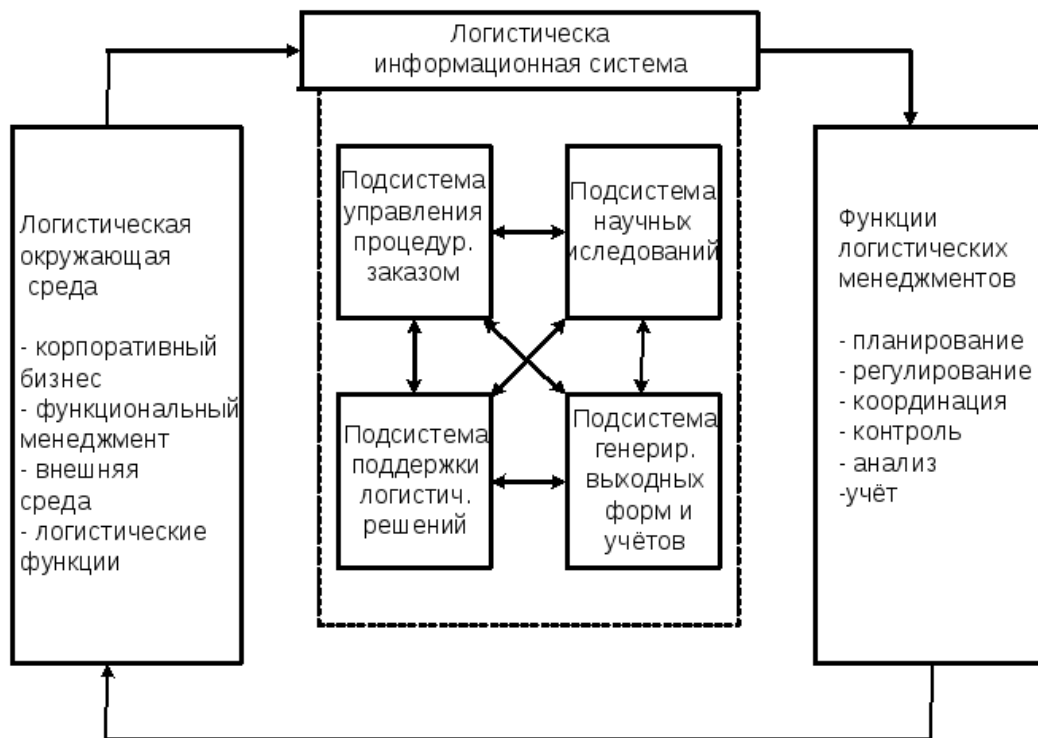 Логистическа
информационная система
Логистическая
окружающая
среда
- корпоративный
бизнес
- функциональный
менеджмент
- внешняя
среда
- логистические
функции
Подсистема
управления
процедур.
заказом
Подсистема
научных
иследований
Подсистема
поддержки
логистич.
решений
Подсистема
генерир.
выходных
форм и
учётов
Функции
логистических
менеджментов
- планирование
- регулирование
- координация
- контроль
- анализ
-учёт